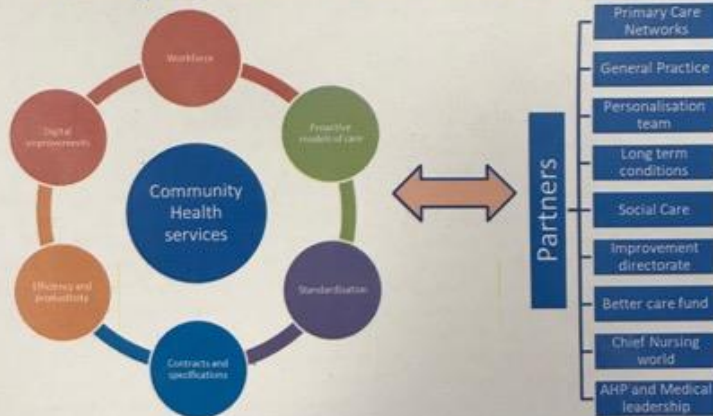 Workforce
Proactive
models of care
Standardisation
Contracts and
specifications
Efficiency and
productivity
Digital
improvements
Community
Health
services
Partners
Primary Care
Networks
General Practice
Personalisation
team
Long term
conditions
Social Care
Improvement
directorate
Better care fund
Chief Nursing
world
AHP and Medical
leadership